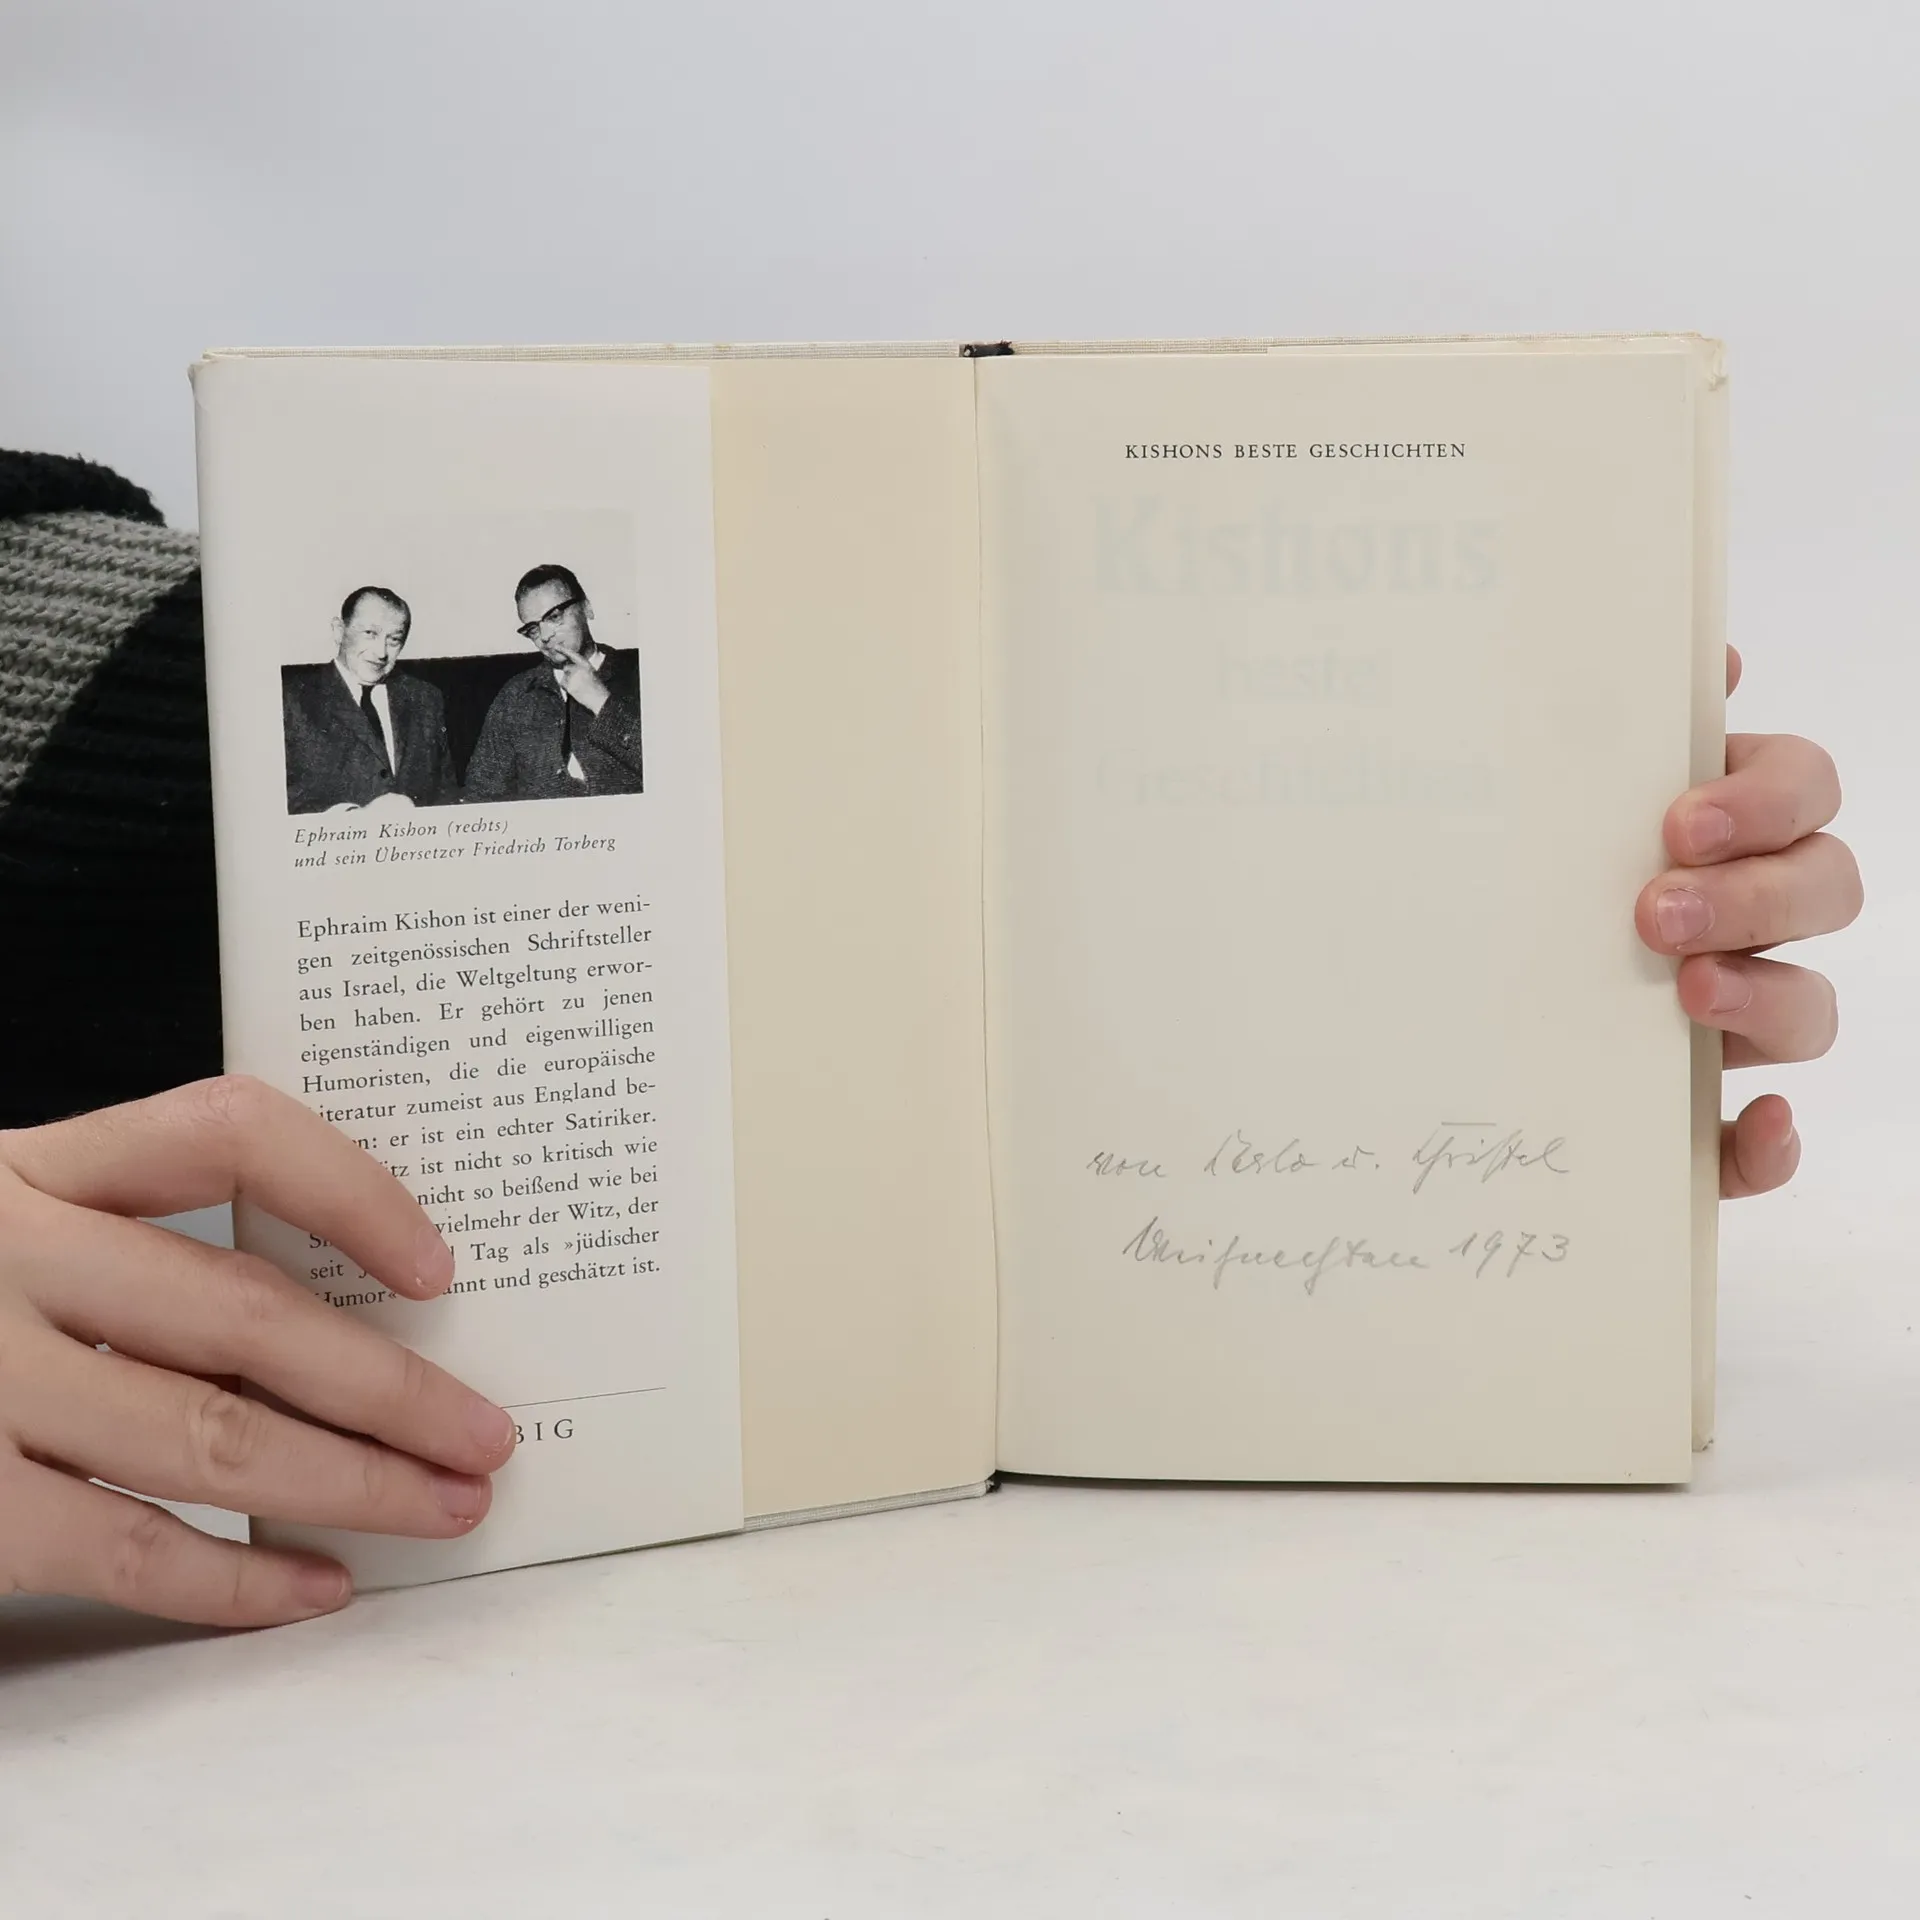 Ephraim Kishon (rechts)
und sein Übersetzer Friedrich Torberg
Ephraim Kishon ist einer der weni-
gen zeitgenössischen Schriftsteller
aus Israel, die Weltgeltung erwor-
ben haben. Er gehört zu jenen
eigenständigen und eigenwilligen
Humoristen, die die europäische
iteratur zumeist aus England be-
n: er ist ein echter Satiriker.
itz ist nicht so kritisch wie
nicht so beißend wie bei
vielmehr der Witz, der
Tag als »jüdischer
seit annt und geschätzt ist.
Humor«
BIG
KISHONS BESTE GESCHICHTEN
Kishons
beste
Geschichten
von u. Christel
Weihnachten 1973